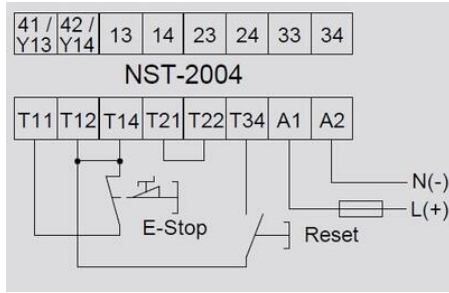 41 / 42 / 13 14 23 24 33 34
Y13 Y14
NST-2004
T11 T12 T14 T21 T22 T34 A1 A2
N(-)
L(+)
E-Stop Reset